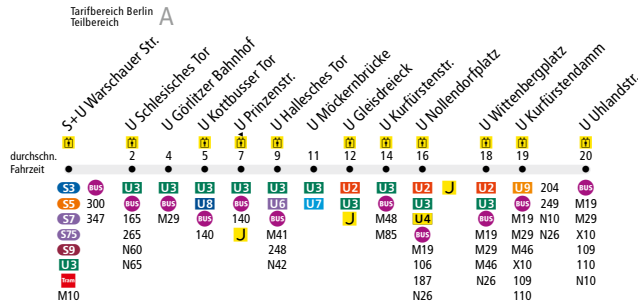 Tarifbereich Berlin
Teilbereich
A
S+U Warschauer Str.
U Schlesisches Tor
U Görlitzer Bahnhof
U Kottbusser Tor
U Prinzenstr.
U Hallesches Tor
U Möckernbrücke
U Gleisdreieck
U Kurfürstenstr.
U Nollendorfplatz
U Wittenbergplatz
U Kurfürstendamm
U Uhlandstr.
durchschn. 2 4 5 7 9 11 12 14 16 18 19 20
Fahrzeit
S3 BUS U3 U3 U3 U3 U3 U3 U2 U3 U2 U2 U9 204 BUS
S5 300 BUS BUS U8 BUS U6 U7 U3 BUS U3 U3 BUS 249 M19
S7 347 165 M29 BUS 140 BUS M48 U4 BUS M19 N10 M29
S75 265 140 M41 M85 BUS M19 M29 N26 X10
S9 N60 248 M19 M29 M46 109
U3 N65 N42 106 M46 X10 110
Tram 187 N26 109 N10
M10 N26 110